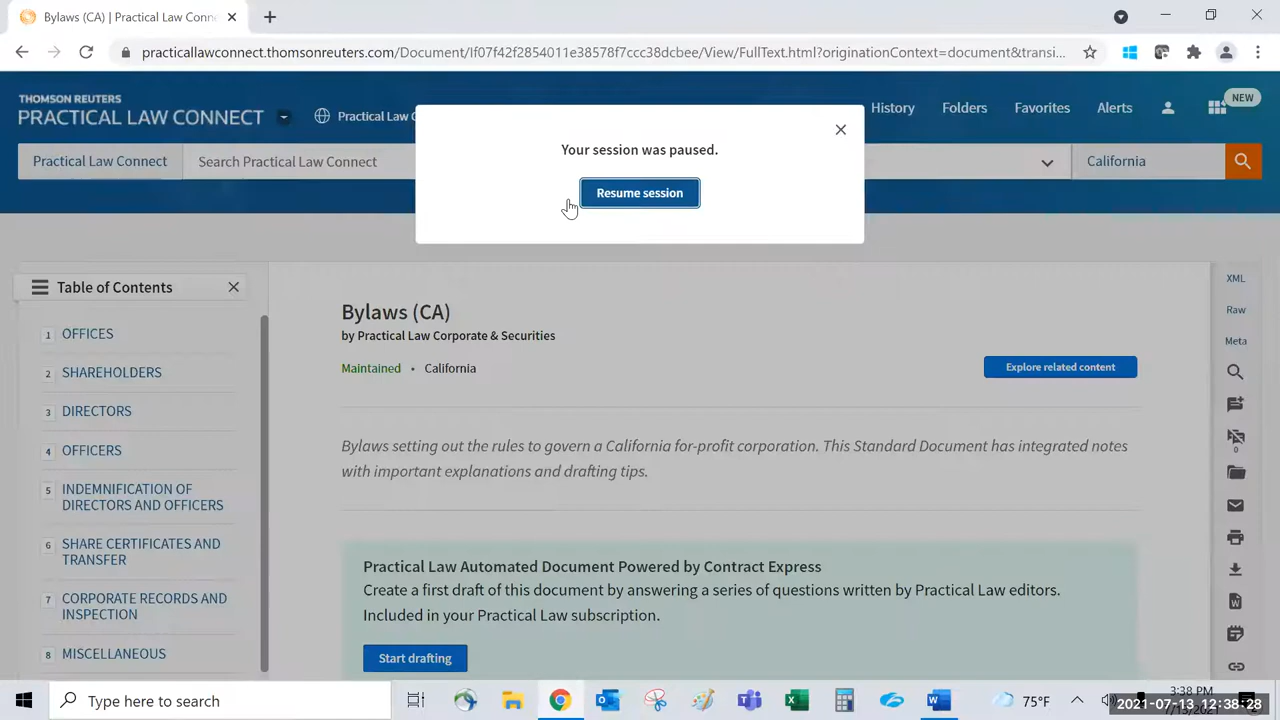 Bylaws (CA) | Practical Law Conn
practicallawconnect.thomsonreuters.com/Document/If07f42f2854011e38578f7ccc38dcbee/View/FullText.html?originationContext=document&transi...
THOMSON REUTERS
PRACTICAL LAW CONNECT
Practical Law C
History
Folders
Favorites
Alerts
NEW
Your session was paused.
Resume session
Practical Law Connect
Search Practical Law Connect
California
Table of Contents
1 OFFICES
2 SHAREHOLDERS
3 DIRECTORS
4 OFFICERS
5 INDEMNIFICATION OF
DIRECTORS AND OFFICERS
6 SHARE CERTIFICATES AND
TRANSFER
7 CORPORATE RECORDS AND
INSPECTION
8 MISCELLANEOUS
Bylaws (CA)
by Practical Law Corporate & Securities
Maintained • California
Explore related content
Bylaws setting out the rules to govern a California for-profit corporation. This Standard Document has integrated notes
with important explanations and drafting tips.
Practical Law Automated Document Powered by Contract Express
Create a first draft of this document by answering a series of questions written by Practical Law editors.
Included in your Practical Law subscription.
Start drafting
XML
Raw
Meta
0
Type here to search
75°F
3:38 PM
2021-07-13 12:38:28